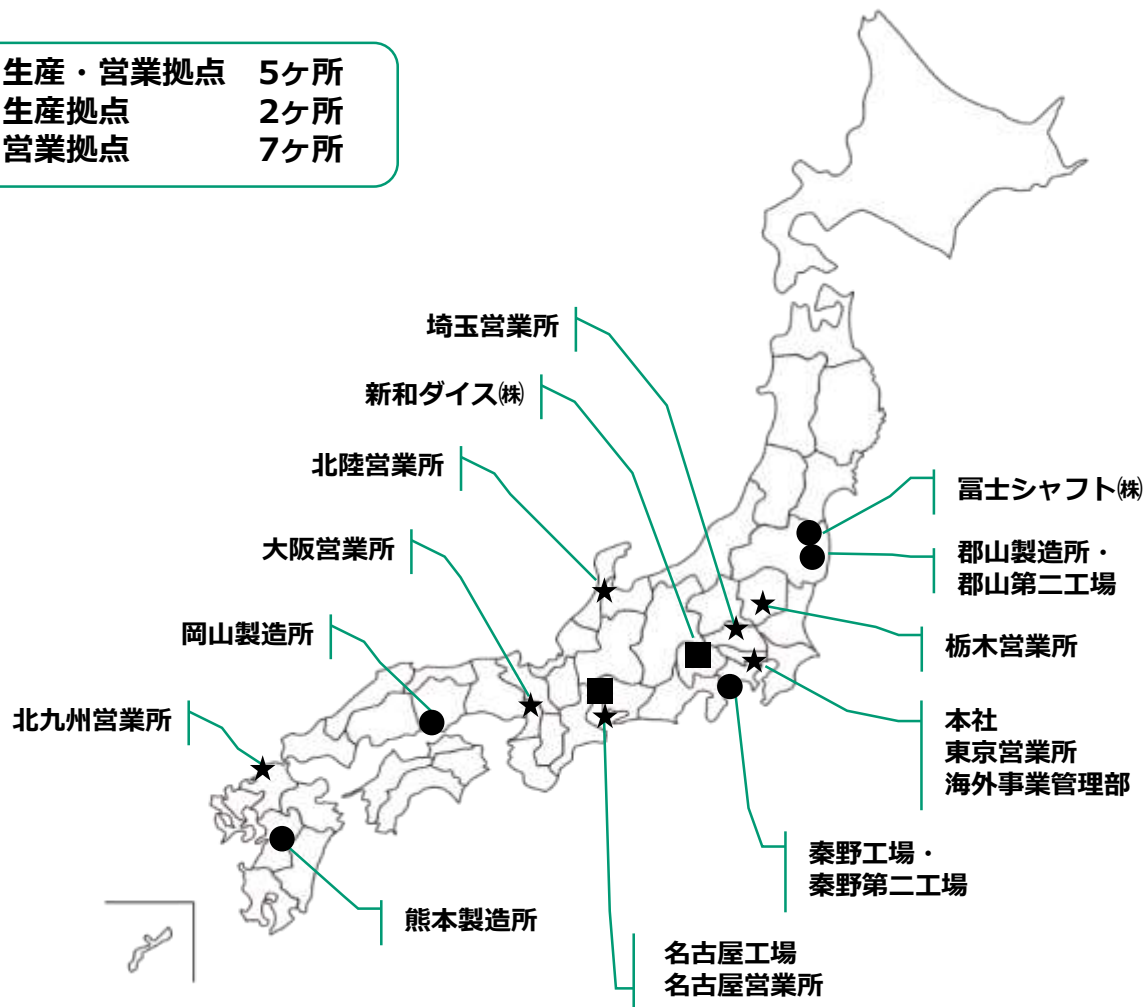 生産・営業拠点 5ヶ所
生産拠点 2ヶ所
営業拠点 7ヶ所
埼玉営業所
新和ダイス㈱
北陸営業所
大阪営業所
岡山製造所
北九州営業所
冨士シャフト㈱
郡山製造所・
郡山第二工場
栃木営業所
本社
東京営業所
海外事業管理部
秦野工場・
秦野第二工場
熊本製造所
名古屋工場
名古屋営業所